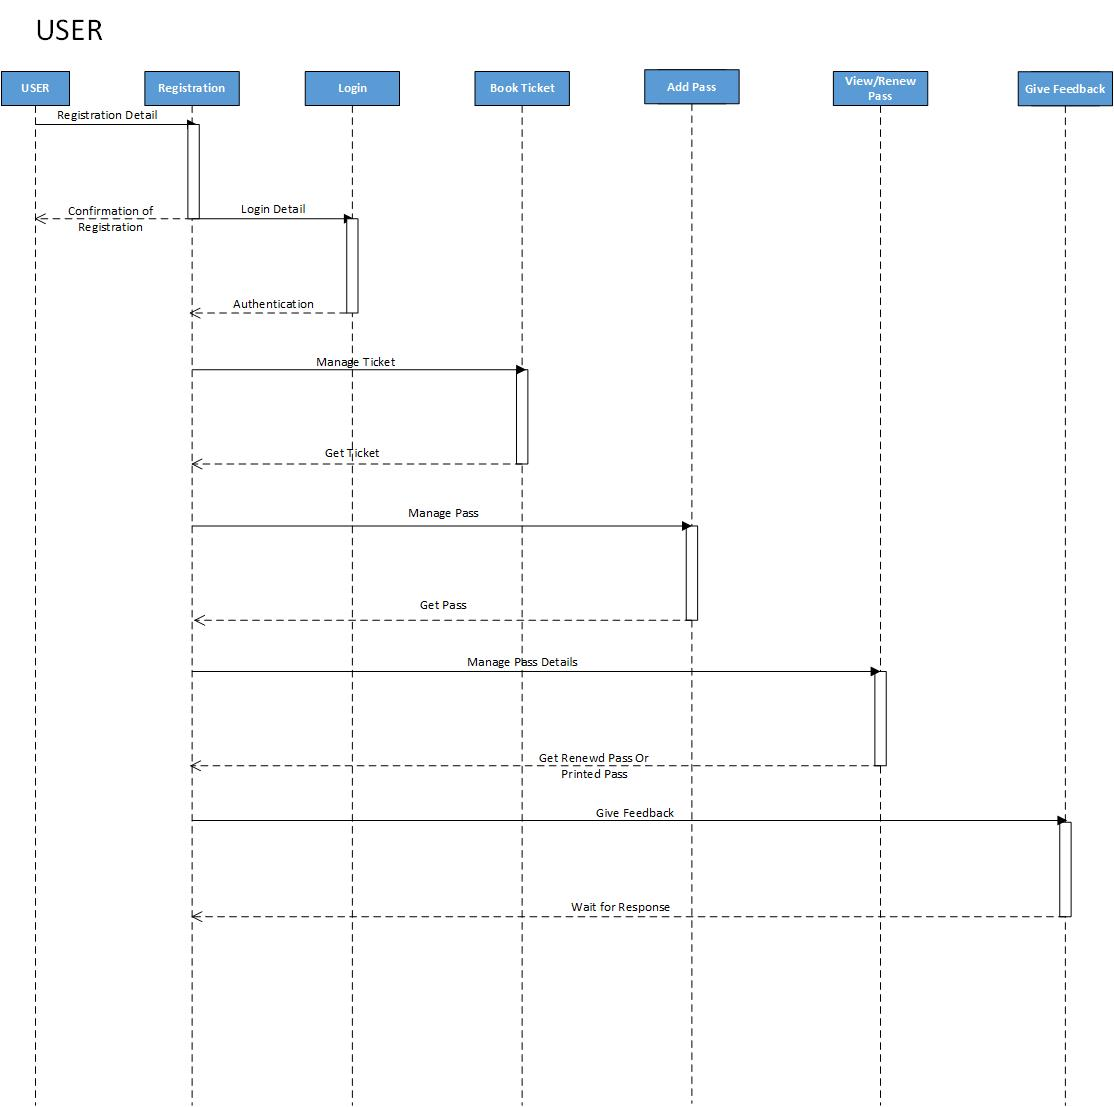 USER
USER
Registration
Login
Book Ticket
Add Pass
View/Renew
Pass
Give Feedback
Registration Detail
Confirmation of
Registration
Login Detail
Authentication
Manage Ticket
Get Ticket
Manage Pass
Get Pass
Manage Pass Details
Get Renewd Pass Or
Printed Pass
Give Feedback
Wait for Response